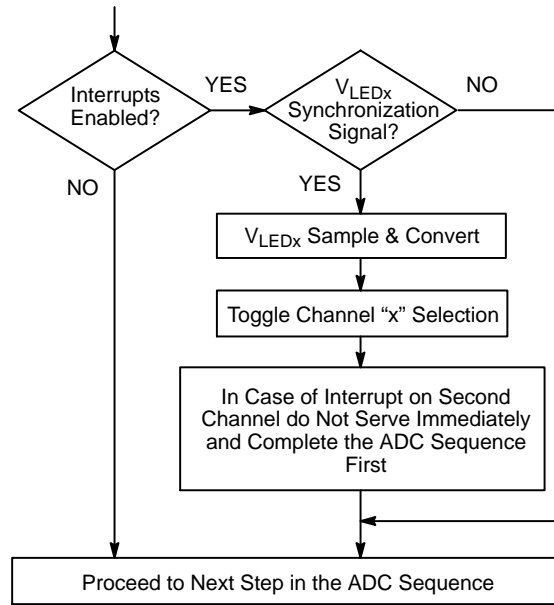 Interrupts
Enabled?
YES
VLEDx
Synchronization
Signal?
NO
NO
YES
VLEDx Sample & Convert
Toggle Channel “x” Selection
In Case of Interrupt on Second
Channel do Not Serve Immediately
and Complete the ADC Sequence
First
Proceed to Next Step in the ADC Sequence